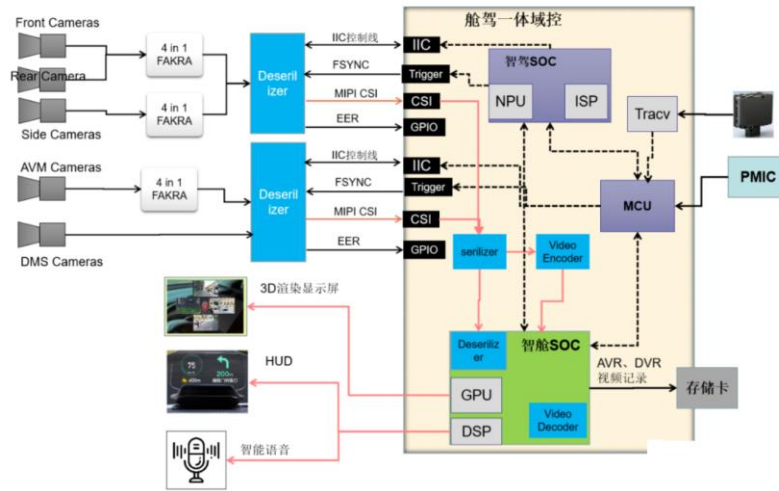 舱驾一体域控
Front Cameras
Rear Camera
Side Cameras
4 in 1
FAKRA
4 in 1
FAKRA
Deseril
izer
IIC控制线
FSYNC
MIPI CSI
EER
IIC
Trigger
CSI
GPIO
智驾SOC
NPU
ISP
Tracv
PMIC
MCU
AVM Cameras
DMS Cameras
4 in 1
FAKRA
Deseril
izer
IIC控制线
FSYNC
MIPI CSI
EER
IIC
Trigger
CSI
GPIO
serilizer
Video
Encoder
3D渲染显示屏
HUD
智能语音
智舱SOC
Deseriliz
er
GPU
DSP
Video
Decoder
AVR、DVR
视频记录
存储卡
75
200m